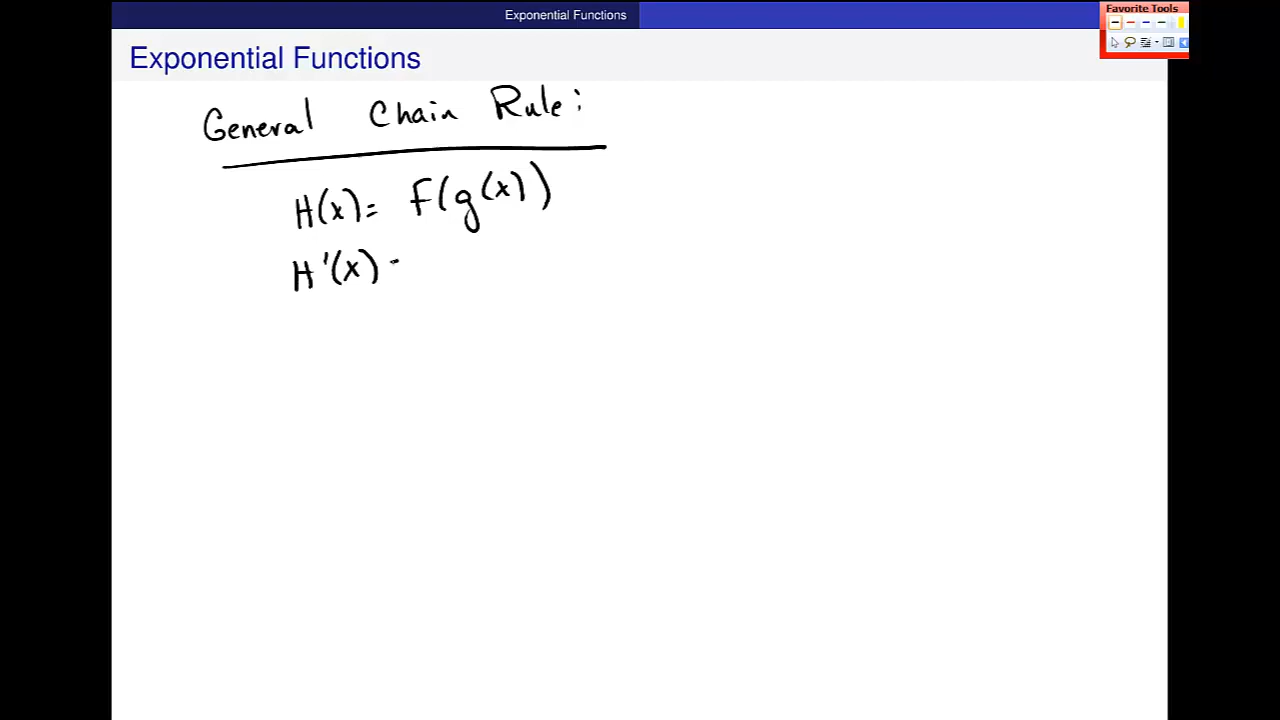 Exponential Functions
Favorite Tools
Exponential Functions
General Chain Rule:
H(x) = F(g(x))
H'(x) -